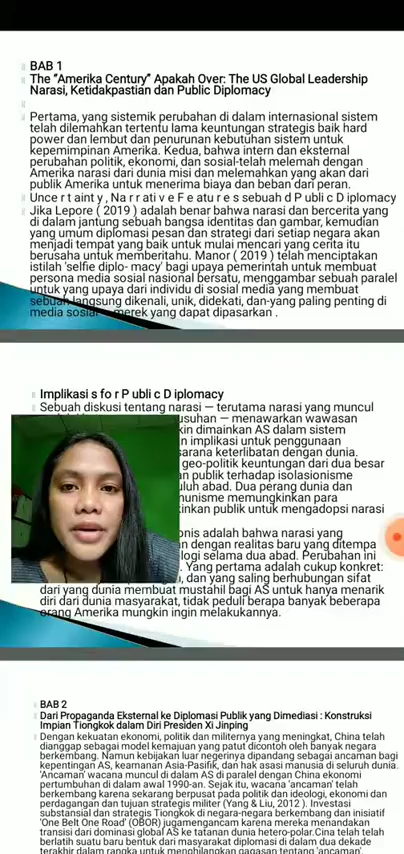 BAB 1
The “Amerika Century” Apakah Over: The US Global Leadership
Narasi, Ketidakpastian dan Public Diplomacy
Pertama, yang sistemik perubahan di dalam internasional sistem
telah dilemahkan tertentu lama keuntungan strategis baik hard
power dan lembut dan penurunan kebutuhan sistem untuk
kepemimpinan Amerika. Kedua, bahwa intern dan eksternal
perubahan politik, ekonomi, dan sosial-telah melemah dengan
Amerika narasi dari dunia misi dan melemahkan yang akan dari
publik Amerika untuk menerima biaya dan beban dari peran.
Unce r t aint y , Na r r ati v e F eatu r e s sebuah d P ubli c D iplomacy
Jika Lepore ( 2019 ) adalah benar bahwa narasi dan bercerita yang
di dalam jantung sebuah bangsa identitas dan gambar, kemudian
yang umum diplomasi pesan dan strategi dari setiap negara akan
menjadi tempat yang baik untuk mulai mencari yang cerita itu
berusaha untuk memberitahu. Manor ( 2019 ) telah menciptakan
istilah 'selfie diplo- macy' bagi upaya pemerintah untuk membuat
persona media sosial nasional bersatu, menggambar sebuah paralel
untuk yang upaya dari individu di sosial media yang membuat
sebuah langsung dikenali, unik, didekati, dan-yang paling penting di
media sosial - merek yang dapat dipasarkan .
Implikasi s fo r P ubli c D iplomacy
Sebuah diskusi tentang narasi — terutama narasi yang muncul
usuhan — menawarkan wawasan
kin dimainkan AS dalam sistem
n implikasi untuk penggunaan
sarana keterlibatan dengan dunia.
geo-politik keuntungan dari dua besar
an publik terhadap isolasionisme
uluh abad. Dua perang dunia dan
munisme memungkinkan para
kinkan publik untuk mengadopsi narasi
onis adalah bahwa narasi yang
n dengan realitas baru yang ditempa
logi selama dua abad. Perubahan ini
. Yang pertama adalah cukup konkret:
, dan yang saling berhubungan sifat
dari yang dunia membuat mustahil bagi AS untuk hanya menarik
diri dari dunia masyarakat, tidak peduli berapa banyak beberapa
orang Amerika mungkin ingin melakukannya.
BAB 2
Dari Propaganda Eksternal ke Diplomasi Publik yang Dimediasi : Konstruksi
Impian Tiongkok dalam Diri Presiden Xi Jinping
Dengan kekuatan ekonomi, politik dan militernya yang meningkat, China telah
dianggap sebagai model kemajuan yang patut dicontoh oleh banyak negara
berkembang. Namun kebijakan luar negerinya dipandang sebagai ancaman bagi
kepentingan AS, keamanan Asia-Pasifik, dan hak asasi manusia di seluruh dunia.
'Ancaman' wacana muncul di dalam AS di paralel dengan China ekonomi
pertumbuhan di dalam awal 1990-an. Sejak itu, wacana 'ancaman' telah
berkembang karena sekarang berpusat pada politik dan ideologi, ekonomi dan
perdagangan dan tujuan strategis militer (Yang & Liu, 2012 ). Investasi
substansial dan strategis Tiongkok di negara-negara berkembang dan inisiatif
'One Belt One Road' (OBOR) jugamengancam karena mereka menandakan
transisi dari dominasi global AS ke tatanan dunia hetero-polar.Cina telah telah
berlatih suatu baru bentuk dari masyarakat diplomasi di dalam dua dekade
terakhir dalam rangka untuk menghilangkan gagasan tentang 'ancaman'.